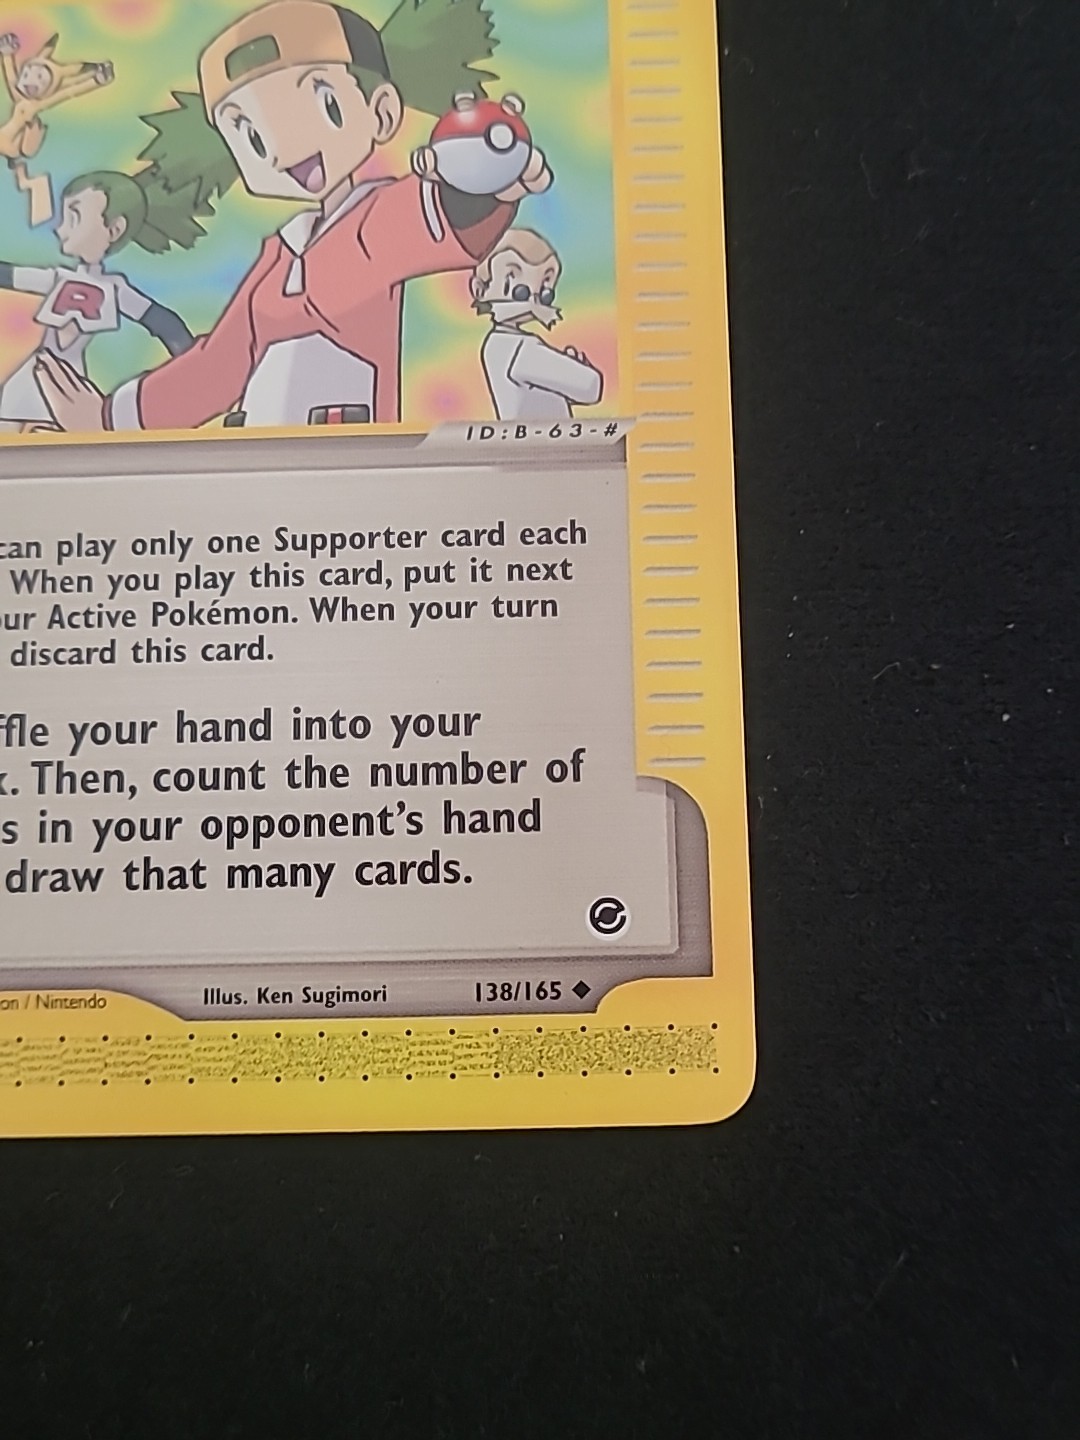 R
ID:B-63-#
can play only one Supporter card each
When you play this card, put it next
our Active Pokémon. When your turn
discard this card.
ffle your hand into your
k. Then, count the number of
s in your opponent's hand
draw that many cards.
on / Nintendo
Illus. Ken Sugimori
138/165 ◆